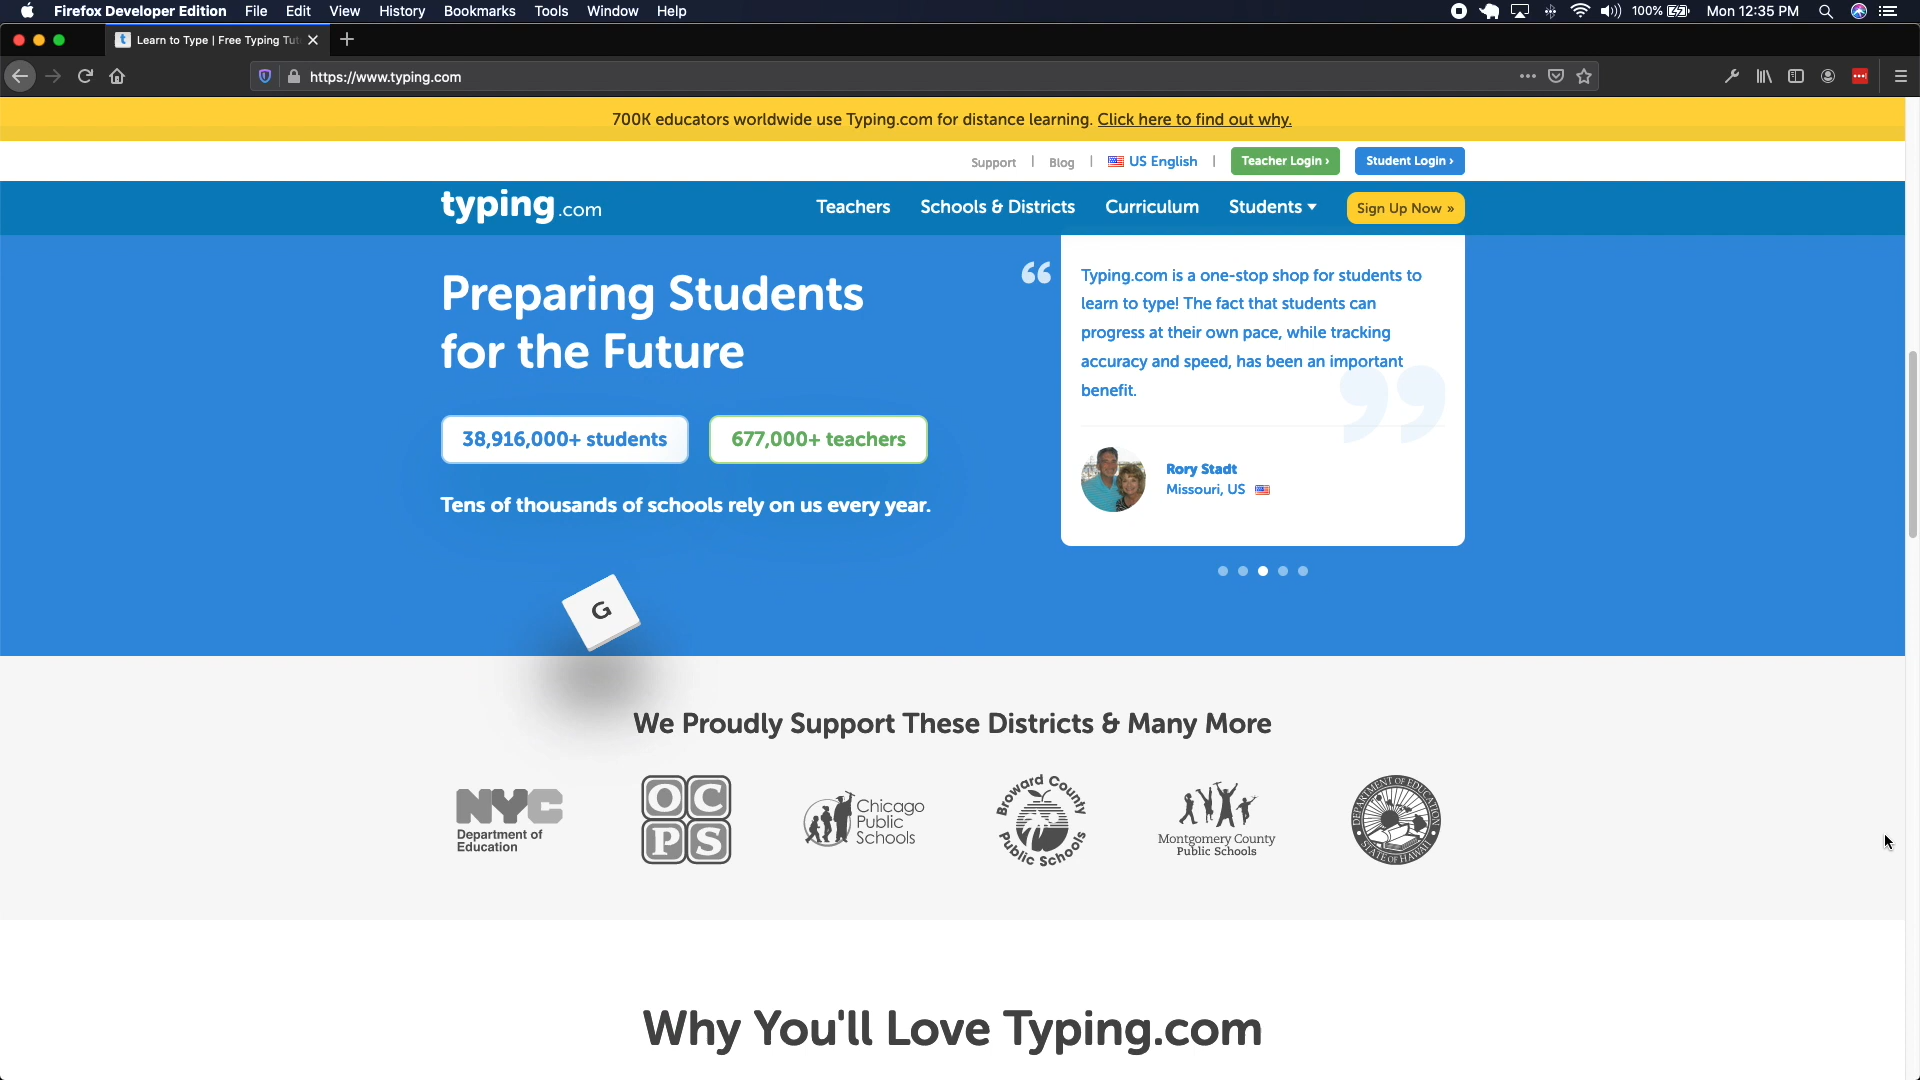 Firefox Developer Edition File Edit View History Bookmarks Tools Window Help 100% Mon 12:35 PM
t Learn to Type | Free Typing Tut
https://www.typing.com
700K educators worldwide use Typing.com for distance learning. Click here to find out why.
Support | Blog | US English | Teacher Login › Student Login ›
typing.com Teachers Schools & Districts Curriculum Students Sign Up Now »
Preparing Students
for the Future
38,916,000+ students 677,000+ teachers
Tens of thousands of schools rely on us every year.
“
Typing.com is a one-stop shop for students to
learn to type! The fact that students can
progress at their own pace, while tracking
accuracy and speed, has been an important
benefit.
”
Rory Stadt
Missouri, US
G
We Proudly Support These Districts & Many More
NYC
Department of
Education
OC
PS
Chicago
Public
Schools
Broward County
Public Schools
Montgomery County
Public Schools
DEPARTMENT OF EDUCATION
STATE OF HAWAII
Why You'll Love Typing.com